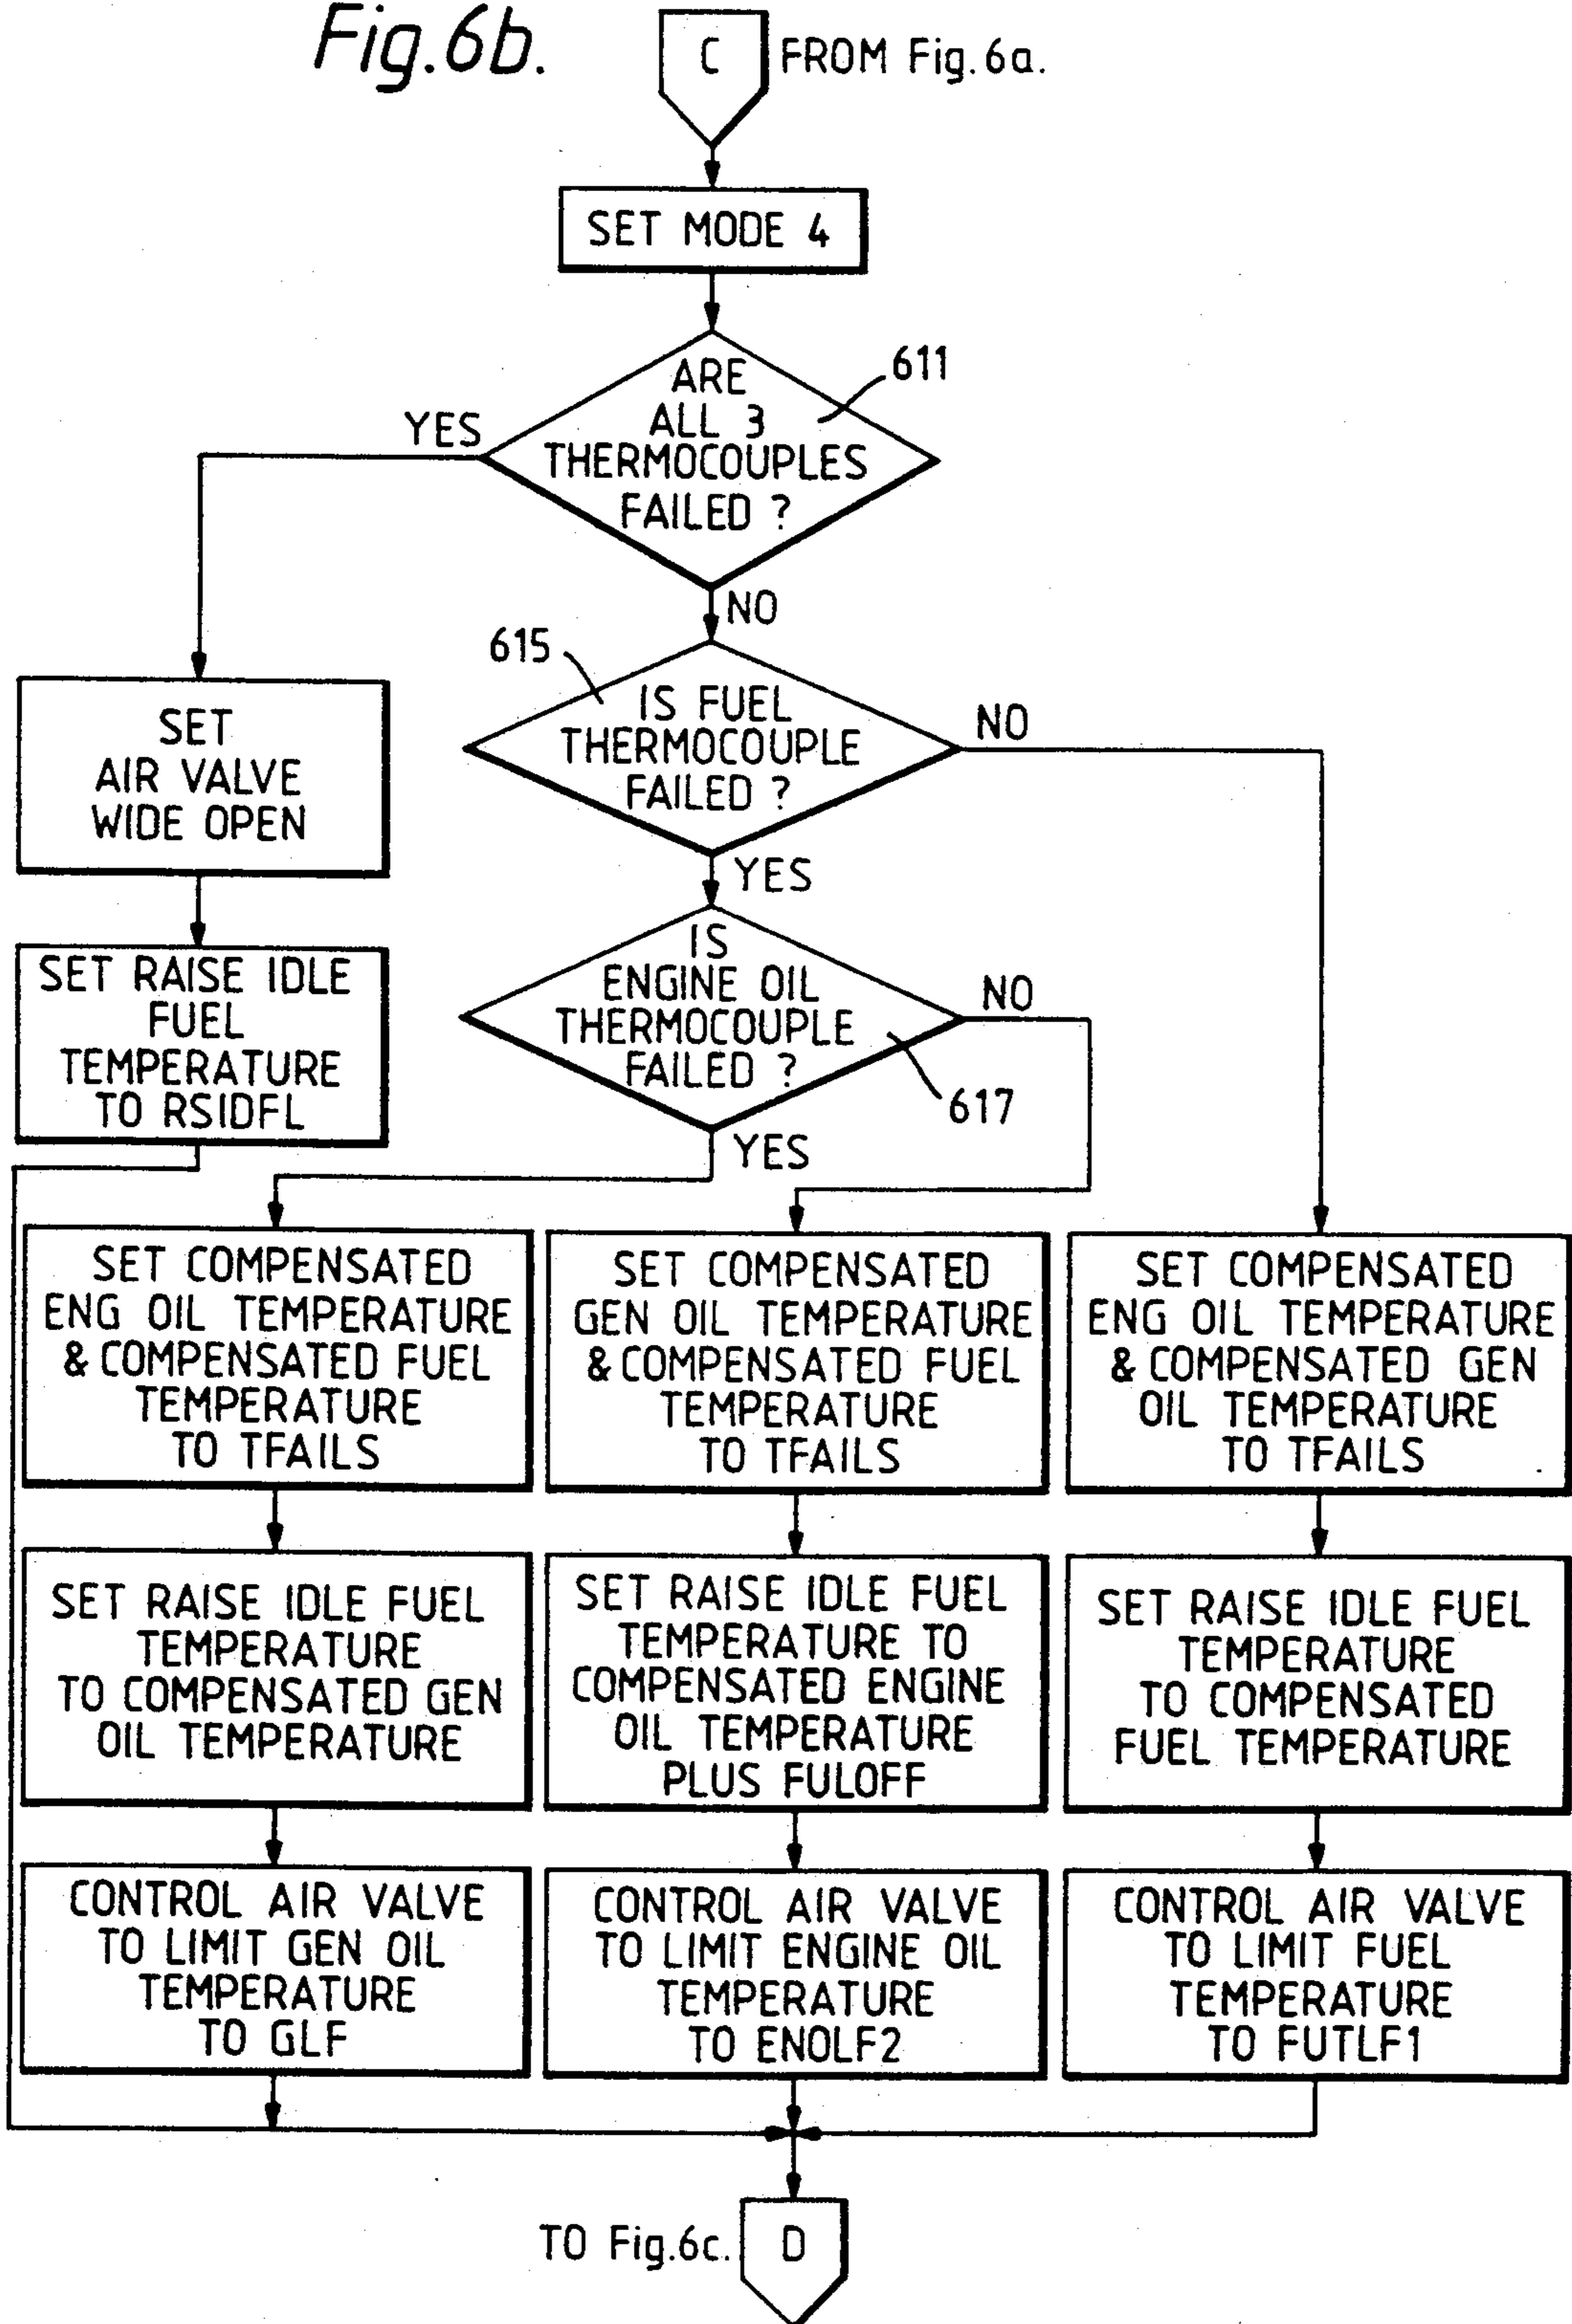 Fig.6b.
C
FROM Fig.6a.
SET MODE 4
ARE
ALL 3
THERMOCOUPLES
FAILED ?
611
YES
NO
615
IS FUEL
THERMOCOUPLE
FAILED ?
NO
YES
SET
AIR VALVE
WIDE OPEN
IS
ENGINE OIL
THERMOCOUPLE
FAILED ?
NO
617
YES
SET RAISE IDLE
FUEL
TEMPERATURE
TO RSIDFL
SET COMPENSATED
ENG OIL TEMPERATURE
& COMPENSATED FUEL
TEMPERATURE
TO TFAILS
SET COMPENSATED
GEN OIL TEMPERATURE
& COMPENSATED FUEL
TEMPERATURE
TO TFAILS
SET COMPENSATED
ENG OIL TEMPERATURE
& COMPENSATED GEN
OIL TEMPERATURE
TO TFAILS
SET RAISE IDLE FUEL
TEMPERATURE
TO COMPENSATED GEN
OIL TEMPERATURE
SET RAISE IDLE FUEL
TEMPERATURE TO
COMPENSATED ENGINE
OIL TEMPERATURE
PLUS FULOFF
SET RAISE IDLE FUEL
TEMPERATURE
TO COMPENSATED
FUEL TEMPERATURE
CONTROL AIR VALVE
TO LIMIT GEN OIL
TEMPERATURE
TO GLF
CONTROL AIR VALVE
TO LIMIT ENGINE OIL
TEMPERATURE
TO ENOLF2
CONTROL AIR VALVE
TO LIMIT FUEL
TEMPERATURE
TO FUTLF1
TO Fig.6c.
D